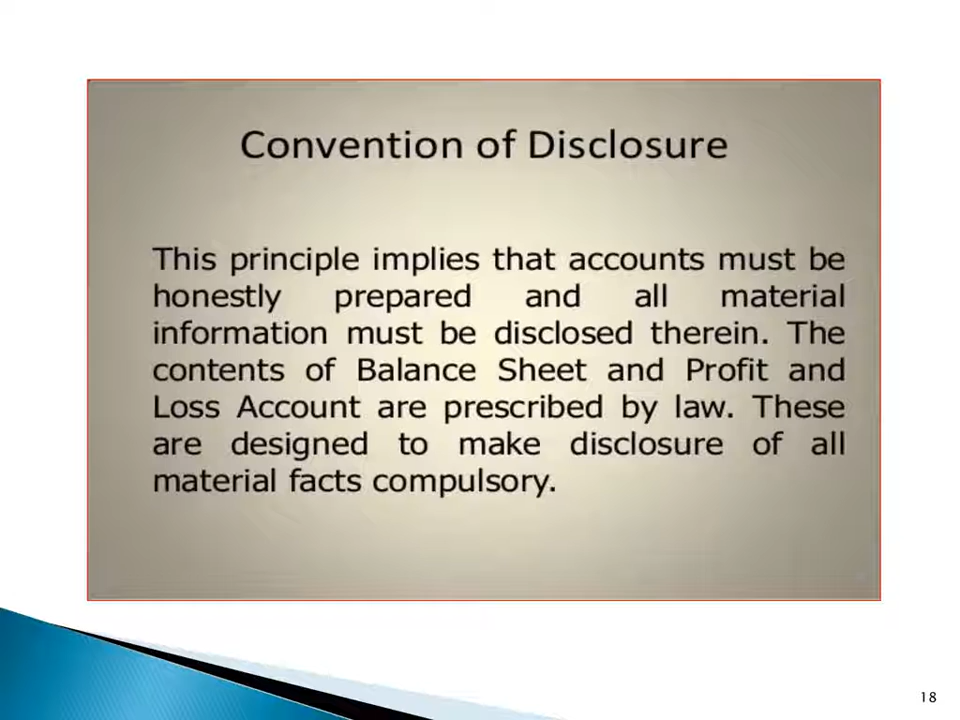 Convention of Disclosure
This principle implies that accounts must be
honestly prepared and all material
information must be disclosed therein. The
contents of Balance Sheet and Profit and
Loss Account are prescribed by law. These
are designed to make disclosure of all
material facts compulsory.
18